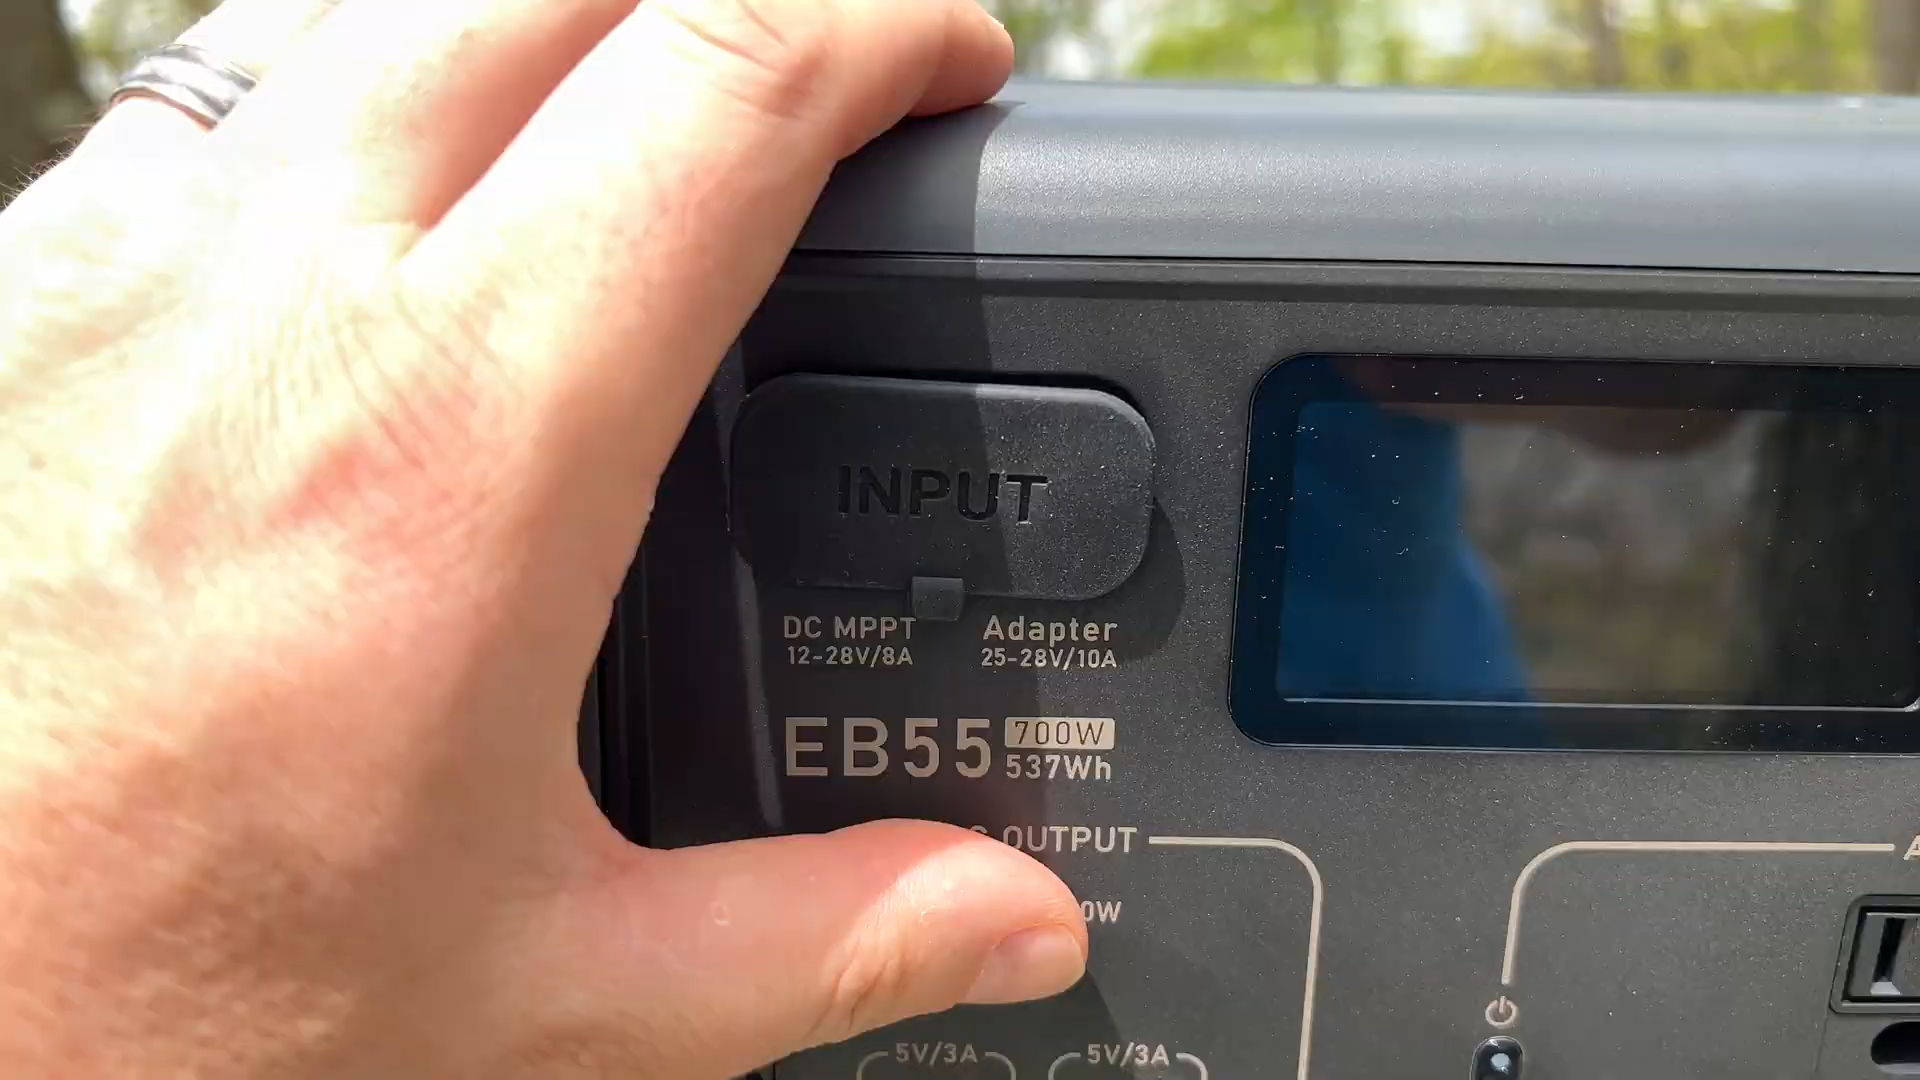 INPUT
DC MPPT Adapter
12-28V/8A 25-28V/10A
EB55 700W
537Wh
OUTPUT
0W
5V/3A 5V/3A